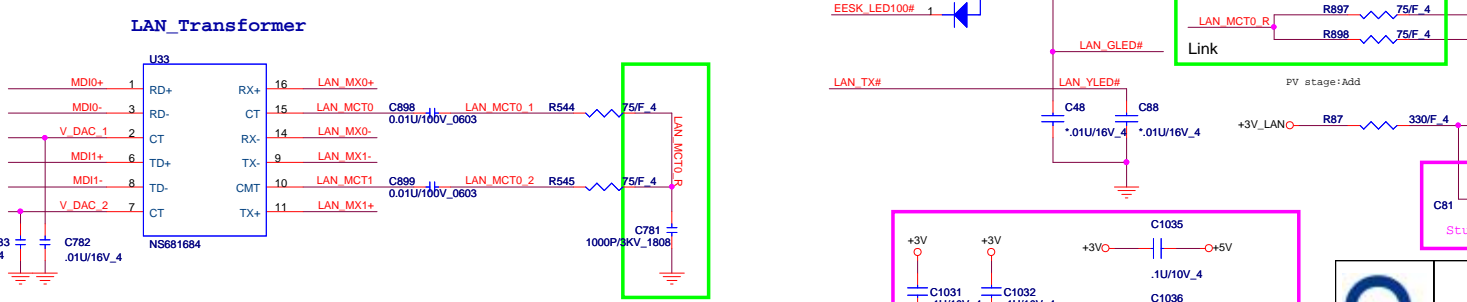 LAN_Transformer
U33
MDI0+ 1 RD+ RX+ 16 LAN_MX0+
MDI0- 3 RD- CT 15 LAN_MCT0 C898 LAN_MCT0_1 R544 75/F_4
0.01U/100V_0603
V_DAC_1 2 CT RX- 14 LAN_MX0-
MDI1+ 6 TD+ TX- 9 LAN_MX1-
MDI1- 8 TD- CMT 10 LAN_MCT1 C899 LAN_MCT0_2 R545 75/F_4
0.01U/100V_0603
V_DAC_2 7 CT TX+ 11 LAN_MX1+
LAN_MCT0_R
C782
.01U/16V_4
NS681684
C781
1000P/3KV_1808
EESK_LED100# 1
LAN_GLED#
LAN_TX# LAN_YLED#
C48 C88
*.01U/16V_4 *.01U/16V_4
R897 75/F_4
LAN_MCT0_R
R898 75/F_4
Link
PV stage:Add
+3V_LAN R87 330/F_4
C81
C1035
+3V +3V +3V +5V
.1U/10V_4
C1031 C1032 C1036